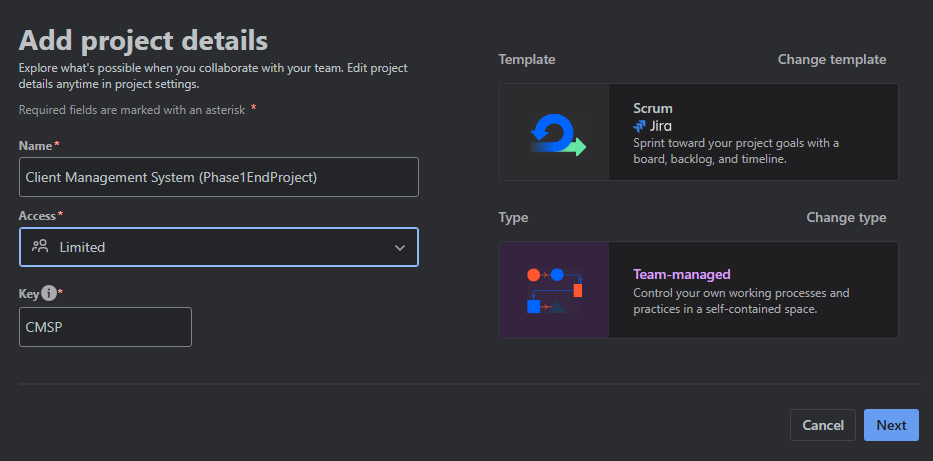 Add project details
Explore what's possible when you collaborate with your team. Edit project
details anytime in project settings.
Required fields are marked with an asterisk *
Name*
Client Management System (Phase1EndProject)
Access*
Limited
Key i *
CMSP
Template
Change template
Scrum
Jira
Sprint toward your project goals with a
board, backlog, and timeline.
Type
Change type
Team-managed
Control your own working processes and
practices in a self-contained space.
Cancel
Next